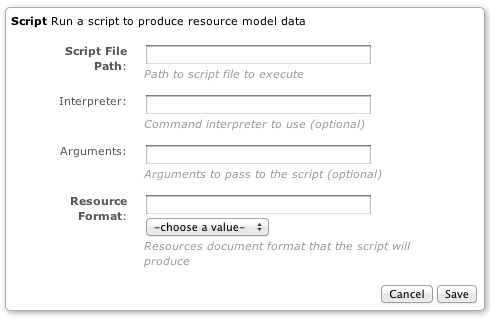 Script Run a script to produce resource model data
Script File
Path:
Path to script file to execute
Interpreter:
Command interpreter to use (optional)
Arguments:
Arguments to pass to the script (optional)
Resource
Format:
-choose a value-
Resources document format that the script will
produce
Cancel Save